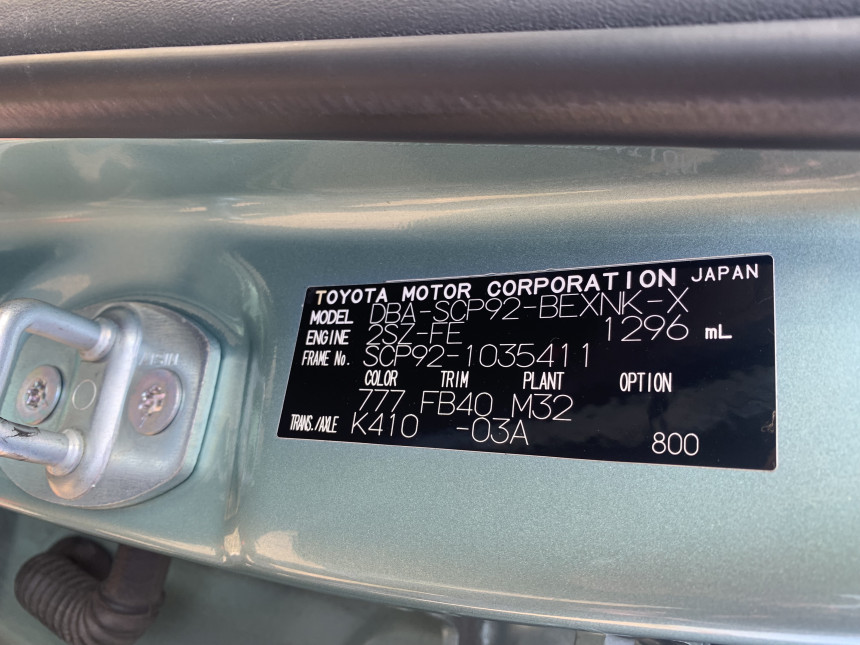 TOYOTA MOTOR CORPORATION JAPAN
MODEL DBA-SCP92-BEXNK-X
ENGINE 2SZ-FE 1296 mL
FRAME No. SCP92-1035411
COLOR TRIM PLANT OPTION
777 FB40 M32
TRANS./AXLE K410 -03A 800